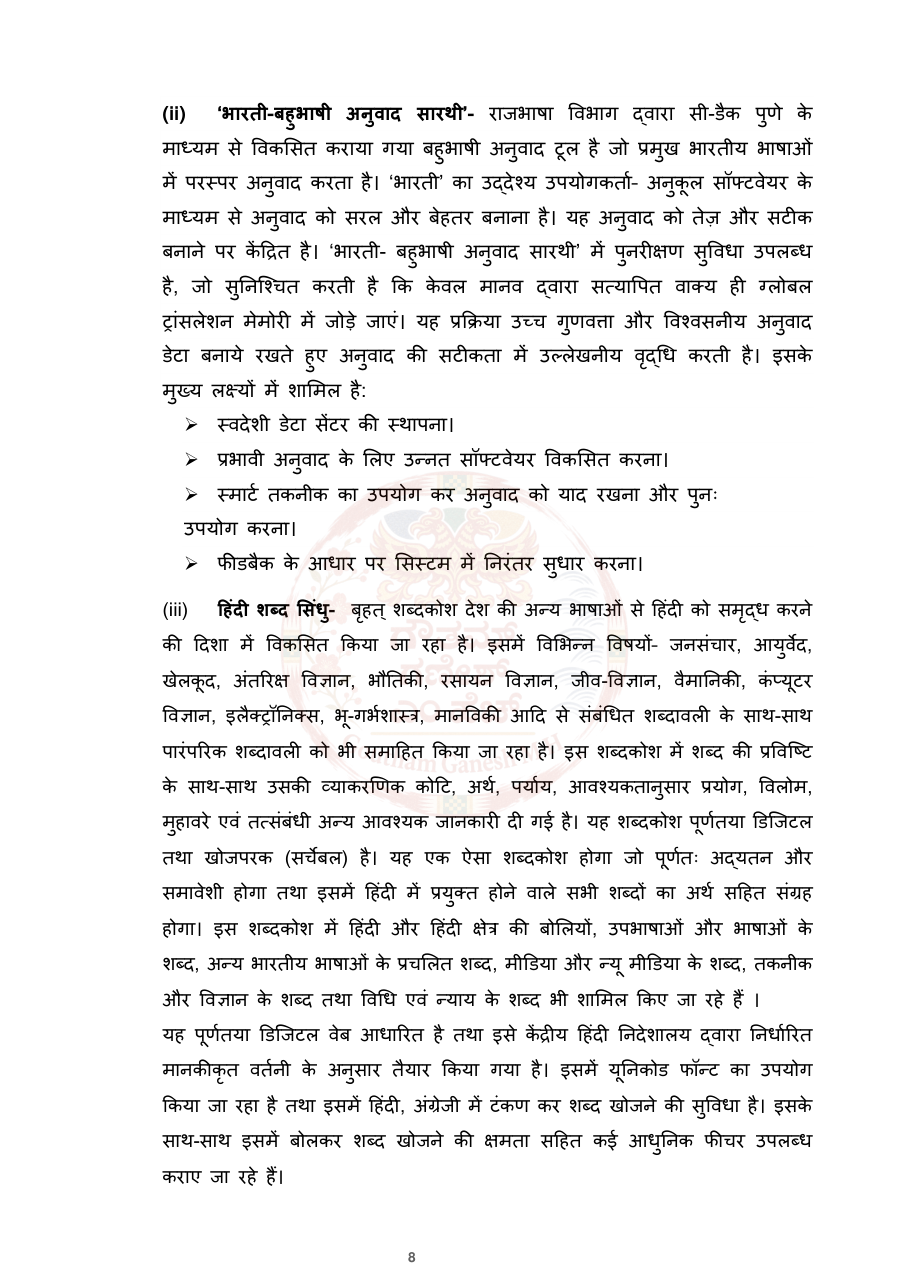 (ii) ‘भारती-बहुभाषी अनुवाद सारथी’- राजभाषा विभाग द्वारा सी-डैक पुणे के
माध्यम से विकसित कराया गया बहुभाषी अनुवाद टूल है जो प्रमुख भारतीय भाषाओं
में परस्पर अनुवाद करता है। ‘भारती’ का उद्देश्य उपयोगकर्ता- अनुकूल सॉफ्टवेयर के
माध्यम से अनुवाद को सरल और बेहतर बनाना है। यह अनुवाद को तेज़ और सटीक
बनाने पर केंद्रित है। ‘भारती- बहुभाषी अनुवाद सारथी’ में पुनरीक्षण सुविधा उपलब्ध
है, जो सुनिश्चित करती है कि केवल मानव द्वारा सत्यापित वाक्य ही ग्लोबल
ट्रांसलेशन मेमोरी में जोड़े जाएं। यह प्रक्रिया उच्च गुणवत्ता और विश्वसनीय अनुवाद
डेटा बनाये रखते हुए अनुवाद की सटीकता में उल्लेखनीय वृद्धि करती है। इसके
मुख्य लक्ष्यों में शामिल है:
➢ स्वदेशी डेटा सेंटर की स्थापना।
➢ प्रभावी अनुवाद के लिए उन्नत सॉफ्टवेयर विकसित करना।
➢ स्मार्ट तकनीक का उपयोग कर अनुवाद को याद रखना और पुनः
उपयोग करना।
➢ फीडबैक के आधार पर सिस्टम में निरंतर सुधार करना।
(iii) हिंदी शब्द सिंधु- बृहत् शब्दकोश देश की अन्य भाषाओं से हिंदी को समृद्ध करने
की दिशा में विकसित किया जा रहा है। इसमें विभिन्न विषयों- जनसंचार, आयुर्वेद,
खेलकूद, अंतरिक्ष विज्ञान, भौतिकी, रसायन विज्ञान, जीव-विज्ञान, वैमानिकी, कंप्यूटर
विज्ञान, इलैक्ट्रॉनिक्स, भू-गर्भशास्त्र, मानविकी आदि से संबंधित शब्दावली के साथ-साथ
पारंपरिक शब्दावली को भी समाहित किया जा रहा है। इस शब्दकोश में शब्द की प्रविष्टि
के साथ-साथ उसकी व्याकरणिक कोटि, अर्थ, पर्याय, आवश्यकतानुसार प्रयोग, विलोम,
मुहावरे एवं तत्संबंधी अन्य आवश्यक जानकारी दी गई है। यह शब्दकोश पूर्णतया डिजिटल
तथा खोजपरक (सर्चेबल) है। यह एक ऐसा शब्दकोश होगा जो पूर्णतः अद्यतन और
समावेशी होगा तथा इसमें हिंदी में प्रयुक्त होने वाले सभी शब्दों का अर्थ सहित संग्रह
होगा। इस शब्दकोश में हिंदी और हिंदी क्षेत्र की बोलियों, उपभाषाओं और भाषाओं के
शब्द, अन्य भारतीय भाषाओं के प्रचलित शब्द, मीडिया और न्यू मीडिया के शब्द, तकनीक
और विज्ञान के शब्द तथा विधि एवं न्याय के शब्द भी शामिल किए जा रहे हैं ।
यह पूर्णतया डिजिटल वेब आधारित है तथा इसे केंद्रीय हिंदी निदेशालय द्वारा निर्धारित
मानकीकृत वर्तनी के अनुसार तैयार किया गया है। इसमें यूनिकोड फॉन्ट का उपयोग
किया जा रहा है तथा इसमें हिंदी, अंग्रेजी में टंकण कर शब्द खोजने की सुविधा है। इसके
साथ-साथ इसमें बोलकर शब्द खोजने की क्षमता सहित कई आधुनिक फीचर उपलब्ध
कराए जा रहे हैं।
8